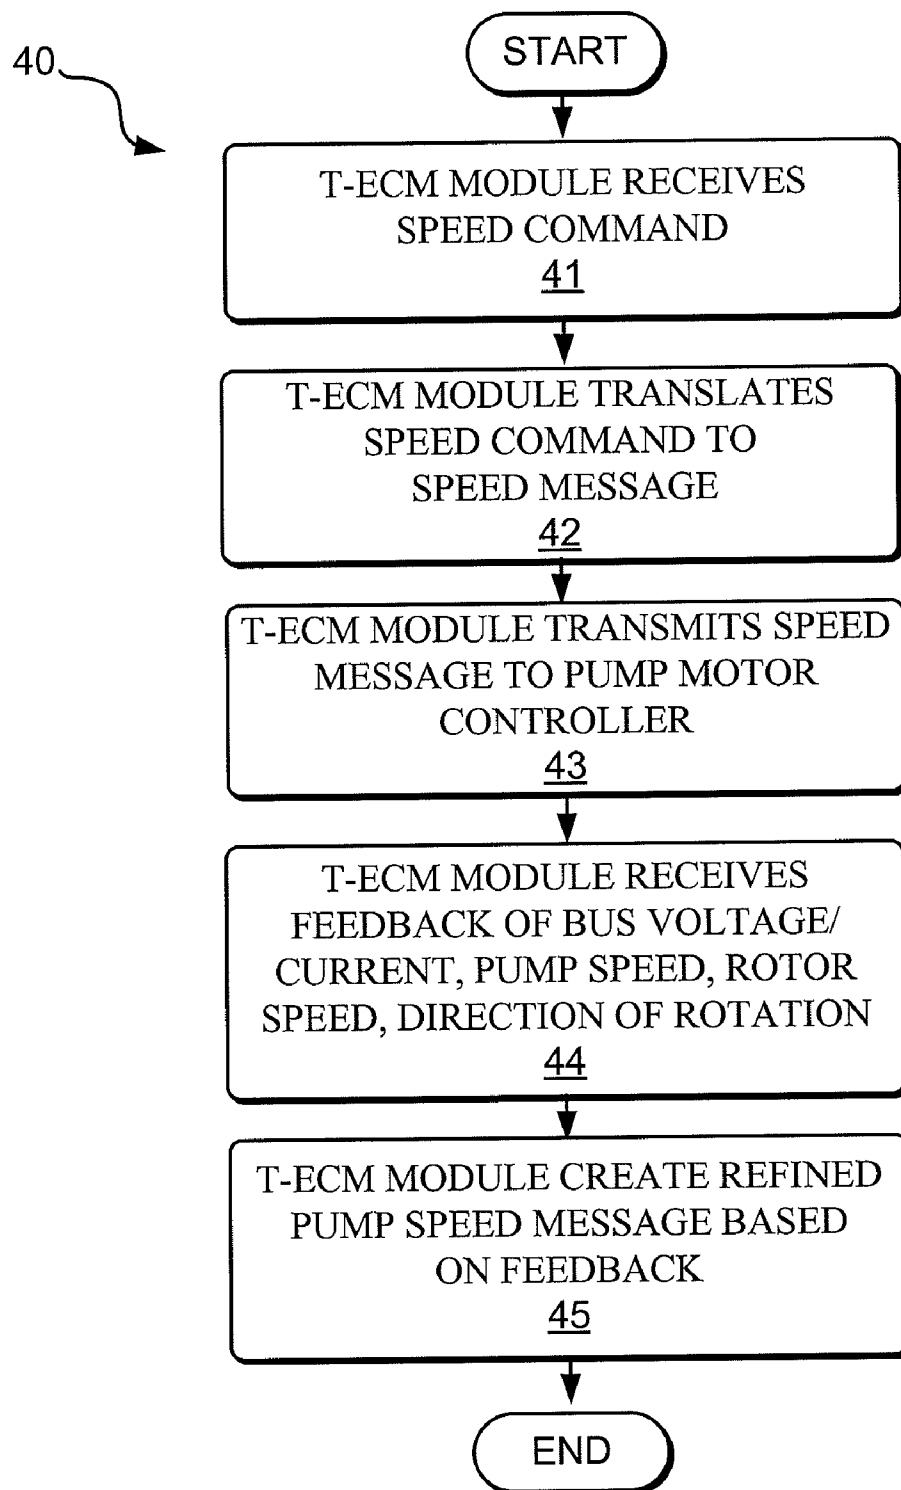 START
40
T-ECM MODULE RECEIVES
SPEED COMMAND
41
T-ECM MODULE TRANSLATES
SPEED COMMAND TO
SPEED MESSAGE
42
T-ECM MODULE TRANSMITS SPEED
MESSAGE TO PUMP MOTOR
CONTROLLER
43
T-ECM MODULE RECEIVES
FEEDBACK OF BUS VOLTAGE/
CURRENT, PUMP SPEED, ROTOR
SPEED, DIRECTION OF ROTATION
44
T-ECM MODULE CREATE REFINED
PUMP SPEED MESSAGE BASED
ON FEEDBACK
45
END